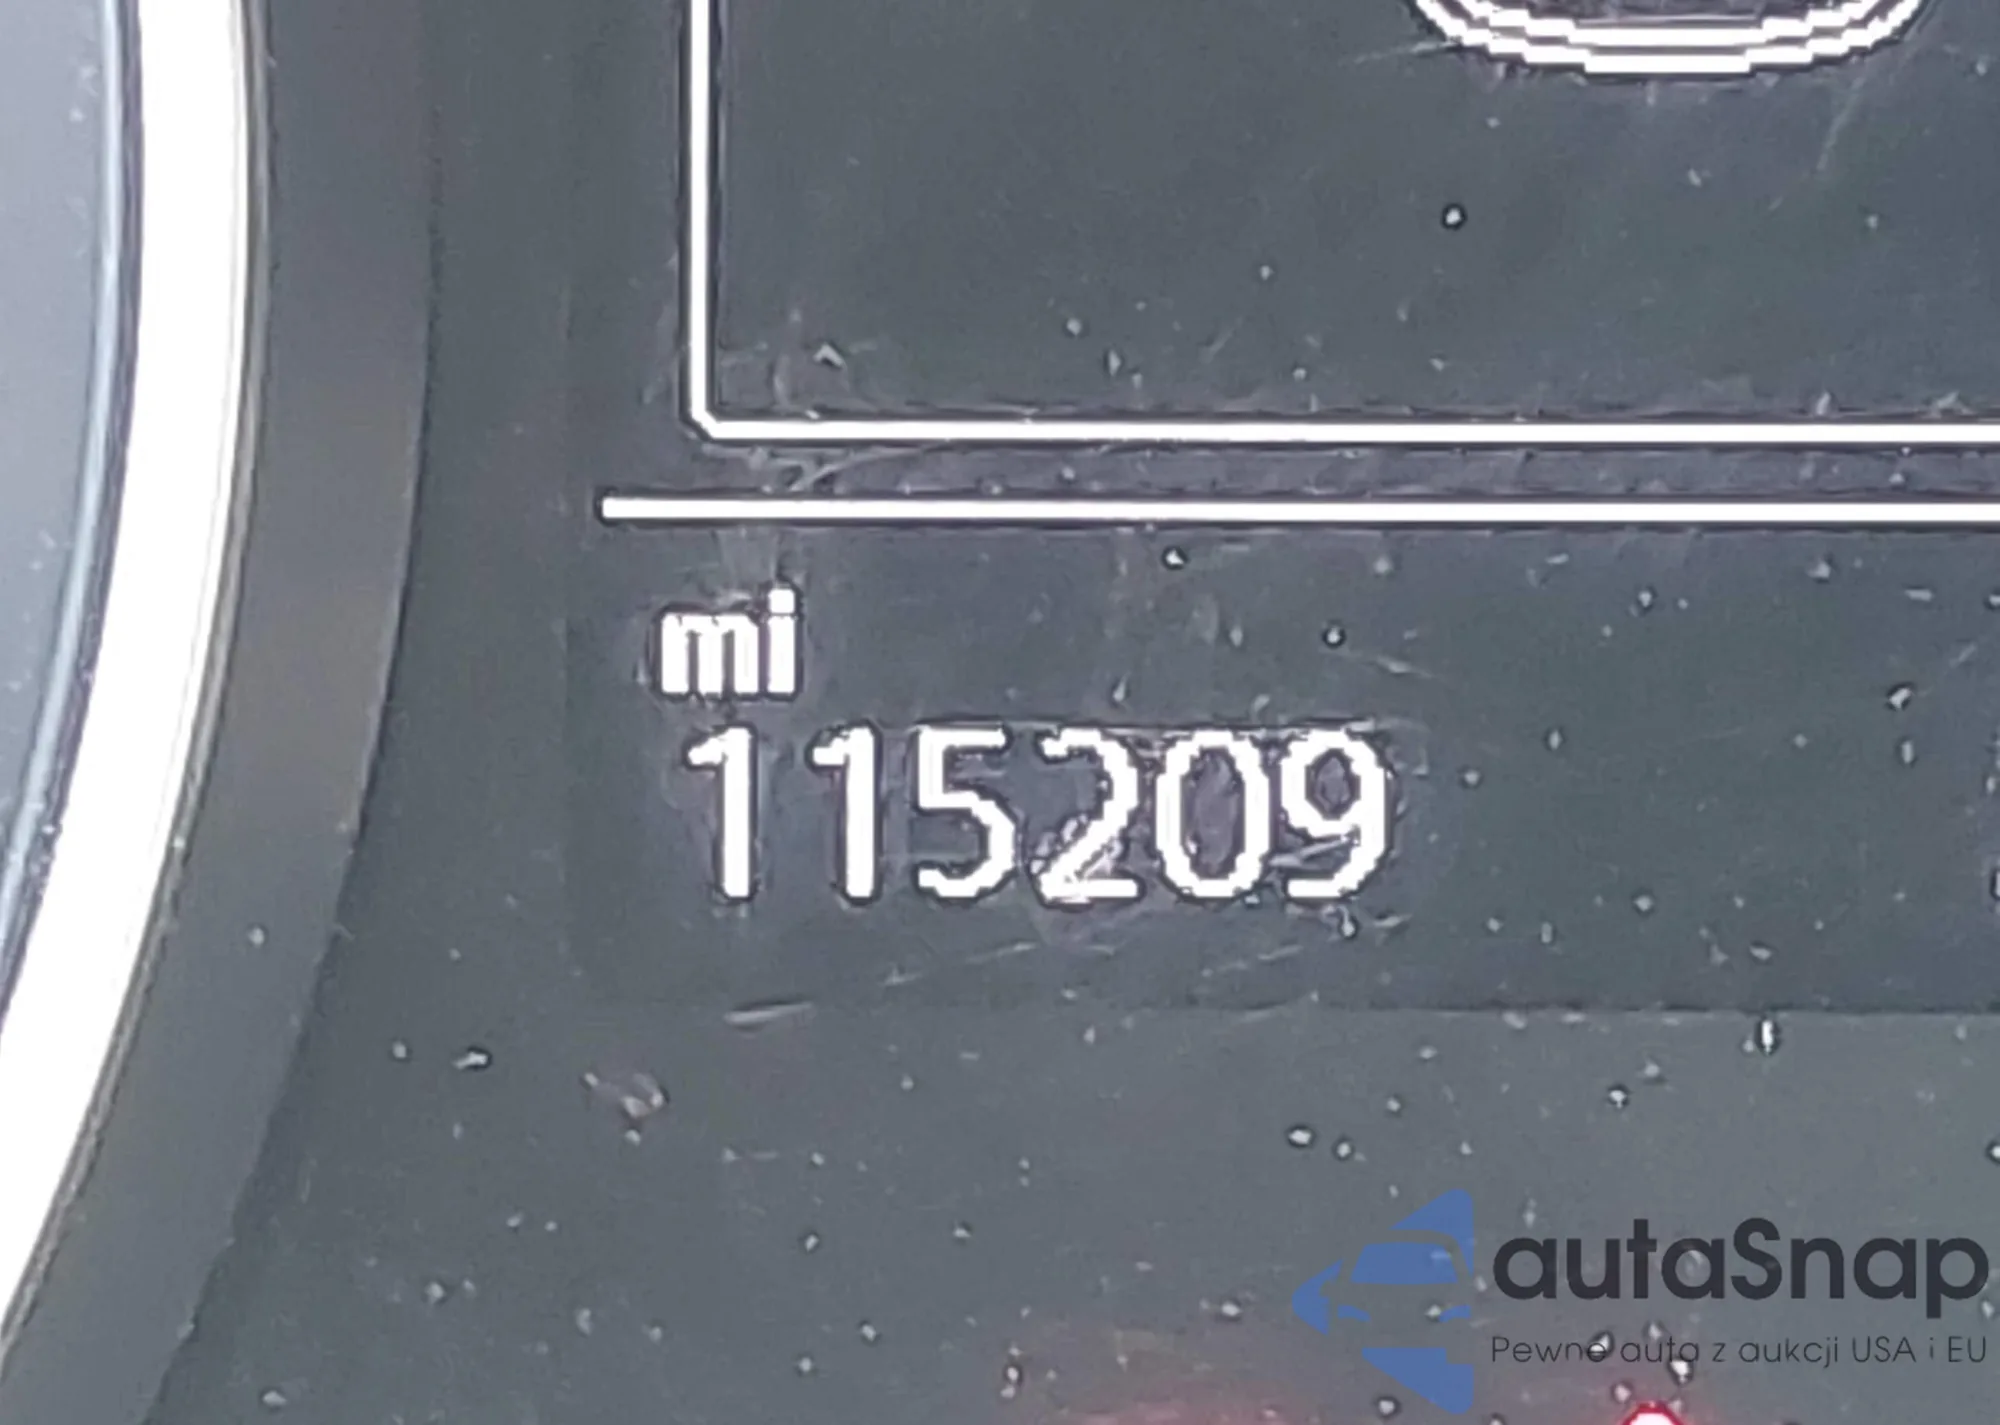 mi
115209
autaSnap
Pewne auta z aukcji USA i EU